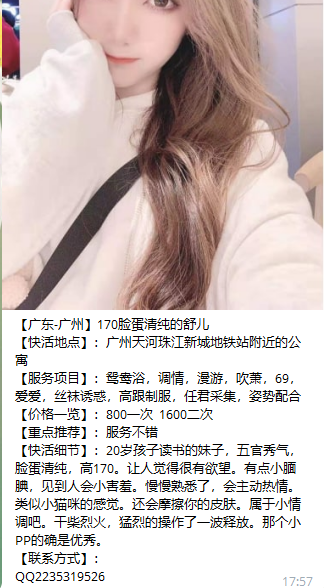 【广东-广州】170脸蛋清纯的舒儿
【快活地点】：广州天河珠江新城地铁站附近的公
寓
【服务项目】：鸳鸯浴，调情，漫游，吹萧，69，
爱爱，丝袜诱惑，高跟制服，任君采集，姿势配合
【价格一览】：800一次 1600二次
【重点推荐】：服务不错
【快活细节】：20岁孩子读书的妹子，五官秀气，
脸蛋清纯，高170。让人觉得很有欲望。有点小腼
腆，见到人会小害羞。慢慢熟悉了，会主动热情。
类似小猫咪的感觉。还会摩擦你的皮肤。属于小情
调吧。干柴烈火，猛烈的操作了一波释放。那个小
PP的确是优秀。
【联系方式】：
QQ2235319526
17:57